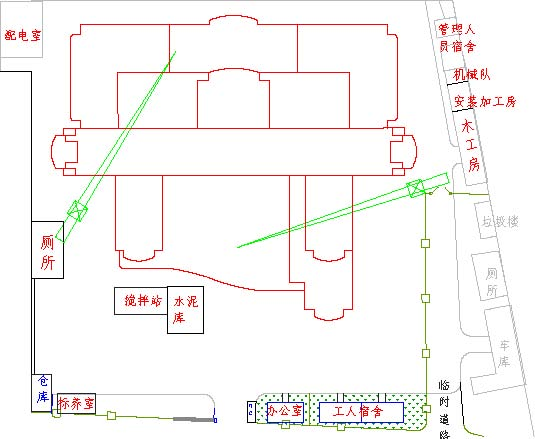 配电室
管理人
员宿舍
机械队
安装加工房
木工房
厕所
垃圾楼
厕所
搅拌站
水泥库
车库
仓库
标养室
办公室
工人宿舍
临时道路